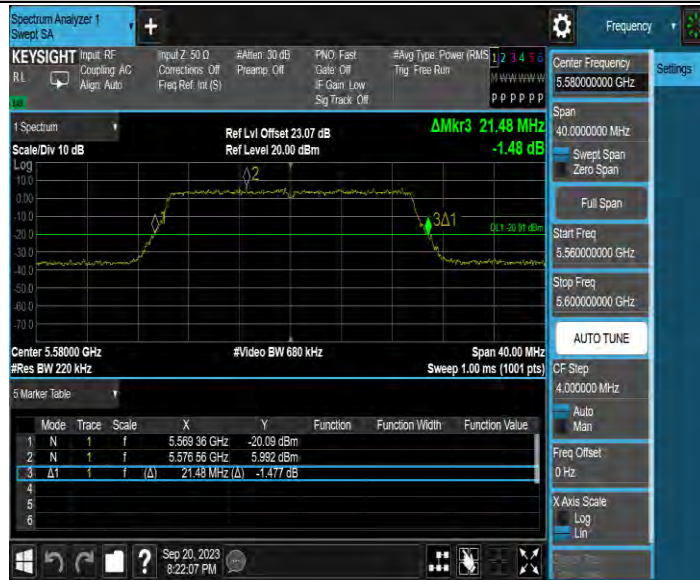 Spectrum Analyzer 1
Swept SA
+
Frequency
KEYSIGHT
RL
Input: RF
Coupling: AC
Align: Auto
Input Z: 50 Ω
Corrections: Off
Freq Ref: Int (S)
#Atten: 30 dB
Preamp: Off
PNO: Fast
Gate: Off
IF Gain: Low
Sig Track: Off
#Avg Type: Power (RMS
Trig: Free Run
1 2 3 4 5 6
M W W W W W
P P P P P P
Center Frequency
5.580000000 GHz
Settings
Span
40.0000000 MHz
Swept Span
Zero Span
Full Span
Start Freq
5.560000000 GHz
Stop Freq
5.600000000 GHz
AUTO TUNE
CF Step
4.000000 MHz
Auto
Man
Freq Offset
0 Hz
X Axis Scale
Log
Lin
1 Spectrum
Scale/Div 10 dB
Ref Lvl Offset 23.07 dB
Ref Level 20.00 dBm
ΔMkr3 21.48 MHz
-1.48 dB
Log
10.0
0.00
-10.0
-20.0
-30.0
-40.0
-50.0
-60.0
-70.0
1
2
3Δ1
DL1 -20.01 dBm
Center 5.58000 GHz
#Video BW 680 kHz
Span 40.00 MHz
#Res BW 220 kHz
Sweep 1.00 ms (1001 pts)
5 Marker Table
Mode Trace Scale X Y Function Function Width Function Value
1 N 1 f 5.569 36 GHz -20.09 dBm
2 N 1 f 5.576 56 GHz 5.992 dBm
3 Δ1 1 f (Δ) 21.48 MHz (Δ) -1.477 dB
4
5
6
?
Sep 20, 2023
8:22:07 PM